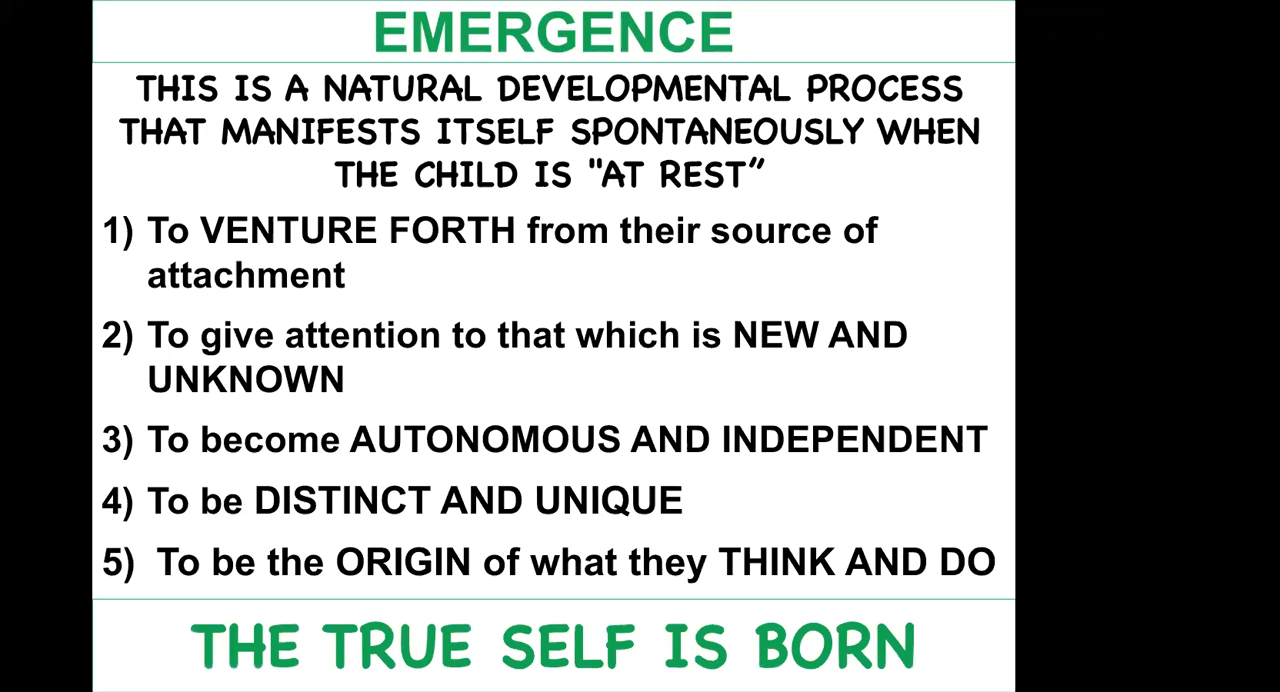 EMERGENCE
THIS IS A NATURAL DEVELOPMENTAL PROCESS
THAT MANIFESTS ITSELF SPONTANEOUSLY WHEN
THE CHILD IS "AT REST”
1) To VENTURE FORTH from their source of
attachment
2) To give attention to that which is NEW AND
UNKNOWN
3) To become AUTONOMOUS AND INDEPENDENT
4) To be DISTINCT AND UNIQUE
5) To be the ORIGIN of what they THINK AND DO
THE TRUE SELF IS BORN